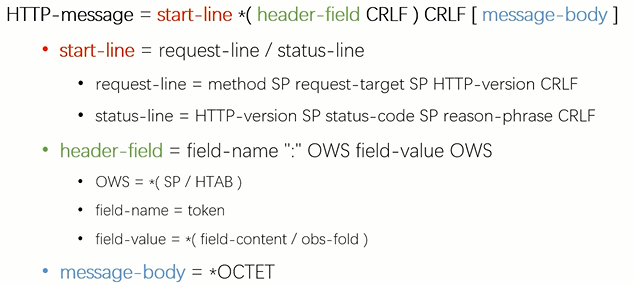 HTTP-message = start-line *( header-field CRLF ) CRLF [ message-body ]
• start-line = request-line / status-line
• request-line = method SP request-target SP HTTP-version CRLF
• status-line = HTTP-version SP status-code SP reason-phrase CRLF
• header-field = field-name ":" OWS field-value OWS
• OWS = *( SP / HTAB )
• field-name = token
• field-value = *( field-content / obs-fold )
• message-body = *OCTET